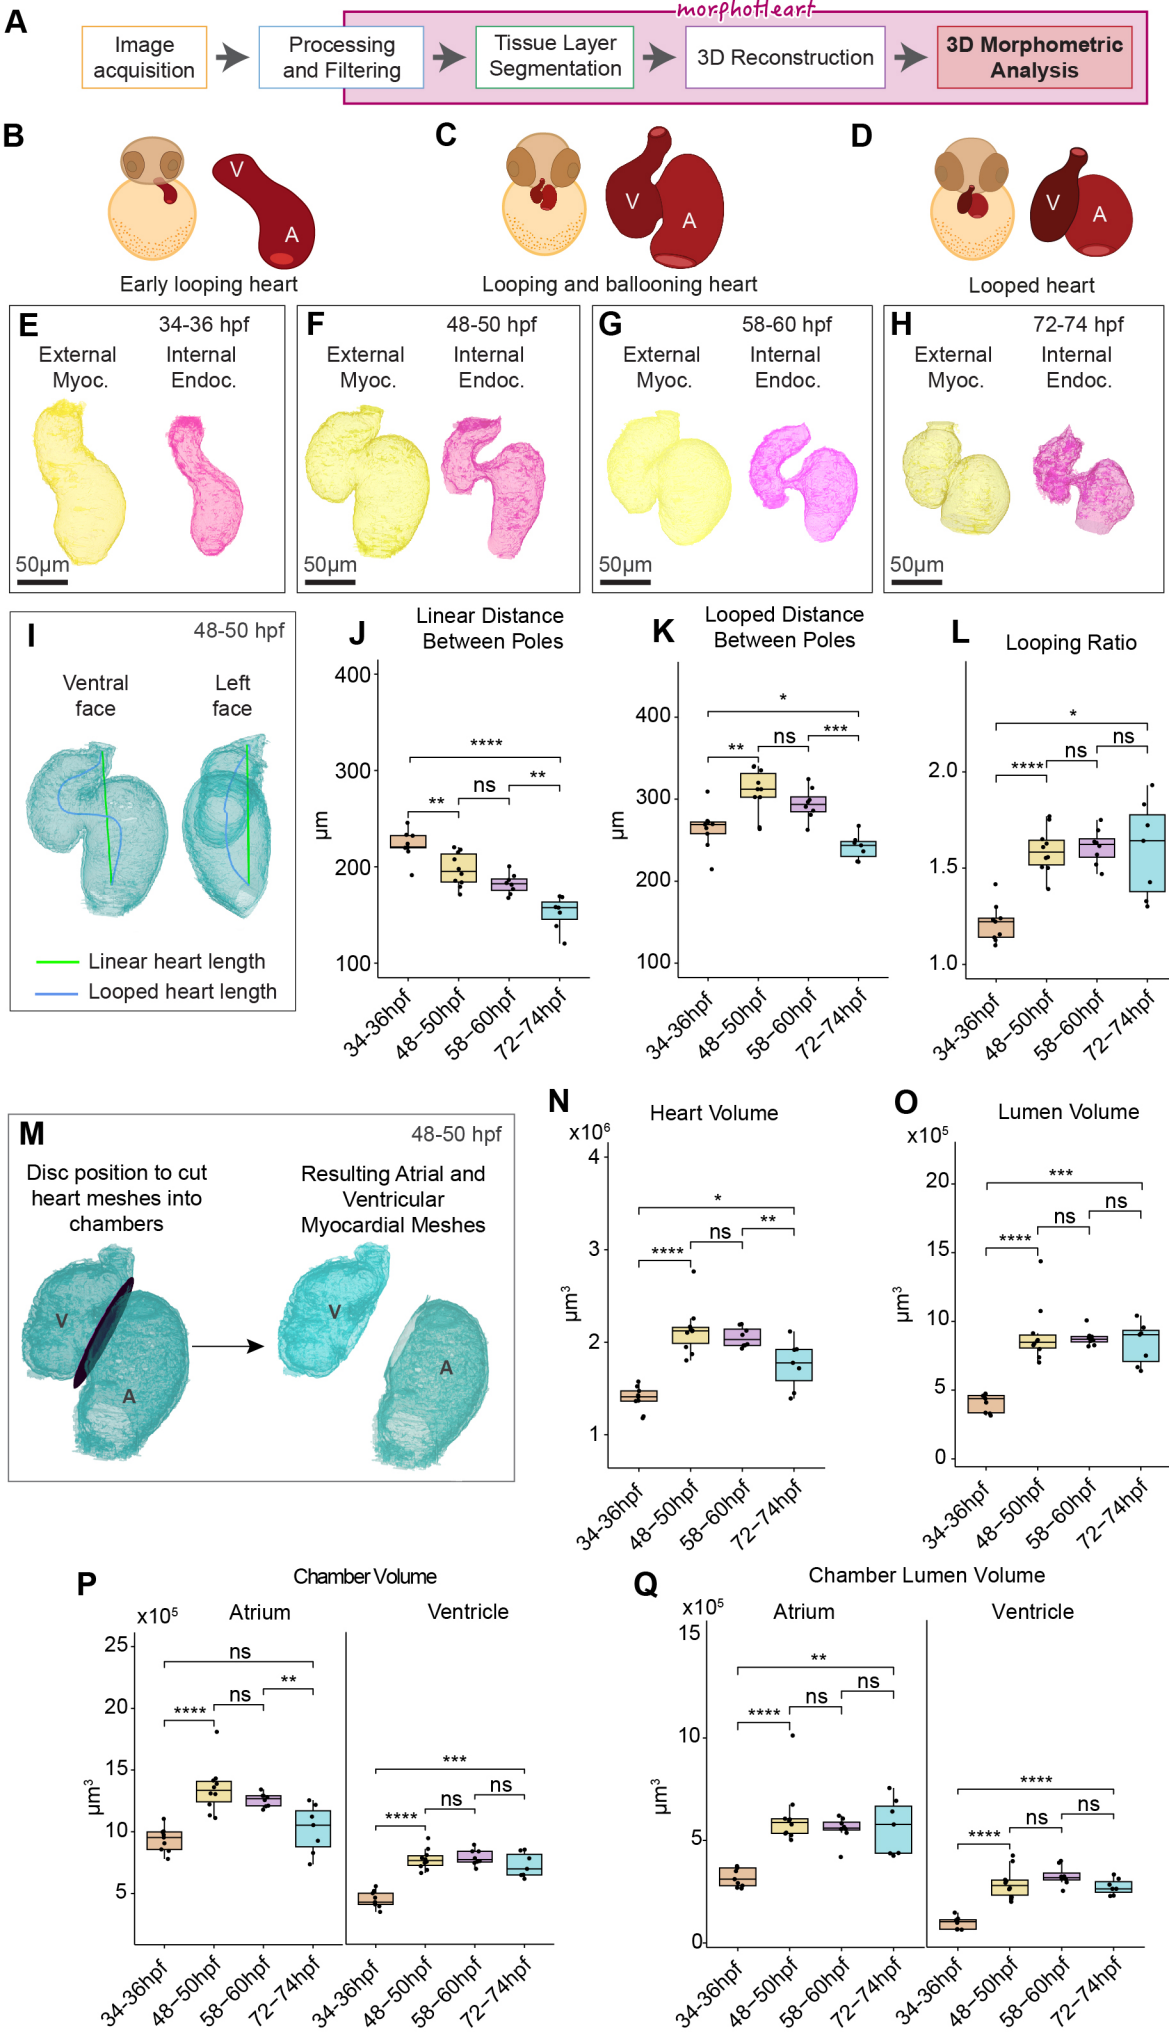 A
morphoHeart
Image
acquisition
Processing
and Filtering
Tissue Layer
Segmentation
3D Reconstruction
3D Morphometric
Analysis
B
V
A
Early looping heart
C
V
A
Looping and ballooning heart
D
V
A
Looped heart
E
34-36 hpf
External
Myoc.
Internal
Endoc.
50µm
F
48-50 hpf
External
Myoc.
Internal
Endoc.
50µm
G
58-60 hpf
External
Myoc.
Internal
Endoc.
50µm
H
72-74 hpf
External
Myoc.
Internal
Endoc.
50µm
I
48-50 hpf
Ventral
face
Left
face
Linear heart length
Looped heart length
J
Linear Distance
Between Poles
400
300
200
100
µm
****
ns
**
**
34-36hpf
48–50hpf
58–60hpf
72–74hpf
K
Looped Distance
Between Poles
400
300
200
100
µm
*
***
ns
**
34-36hpf
48–50hpf
58–60hpf
72–74hpf
L
Looping Ratio
2.0
1.5
1.0
*
ns
ns
****
34-36hpf
48–50hpf
58–60hpf
72–74hpf
M
48-50 hpf
Disc position to cut
heart meshes into
chambers
Resulting Atrial and
Ventricular
Myocardial Meshes
V
A
V
A
N
Heart Volume
x10⁶
4
3
2
1
µm³
*
**
ns
****
34-36hpf
48–50hpf
58–60hpf
72–74hpf
O
Lumen Volume
x10⁵
20
15
10
5
0
µm³
***
ns
ns
****
34-36hpf
48–50hpf
58–60hpf
72–74hpf
P
Chamber Volume
x10⁵
Atrium
Ventricle
25
20
15
10
5
µm³
ns
**
ns
****
***
ns
ns
****
34-36hpf
48–50hpf
58–60hpf
72–74hpf
34-36hpf
48–50hpf
58–60hpf
72–74hpf
Q
Chamber Lumen Volume
x10⁵
Atrium
Ventricle
15
10
5
0
µm³
**
ns
ns
****
****
ns
ns
****
34-36hpf
48–50hpf
58–60hpf
72–74hpf
34-36hpf
48–50hpf
58–60hpf
72–74hpf